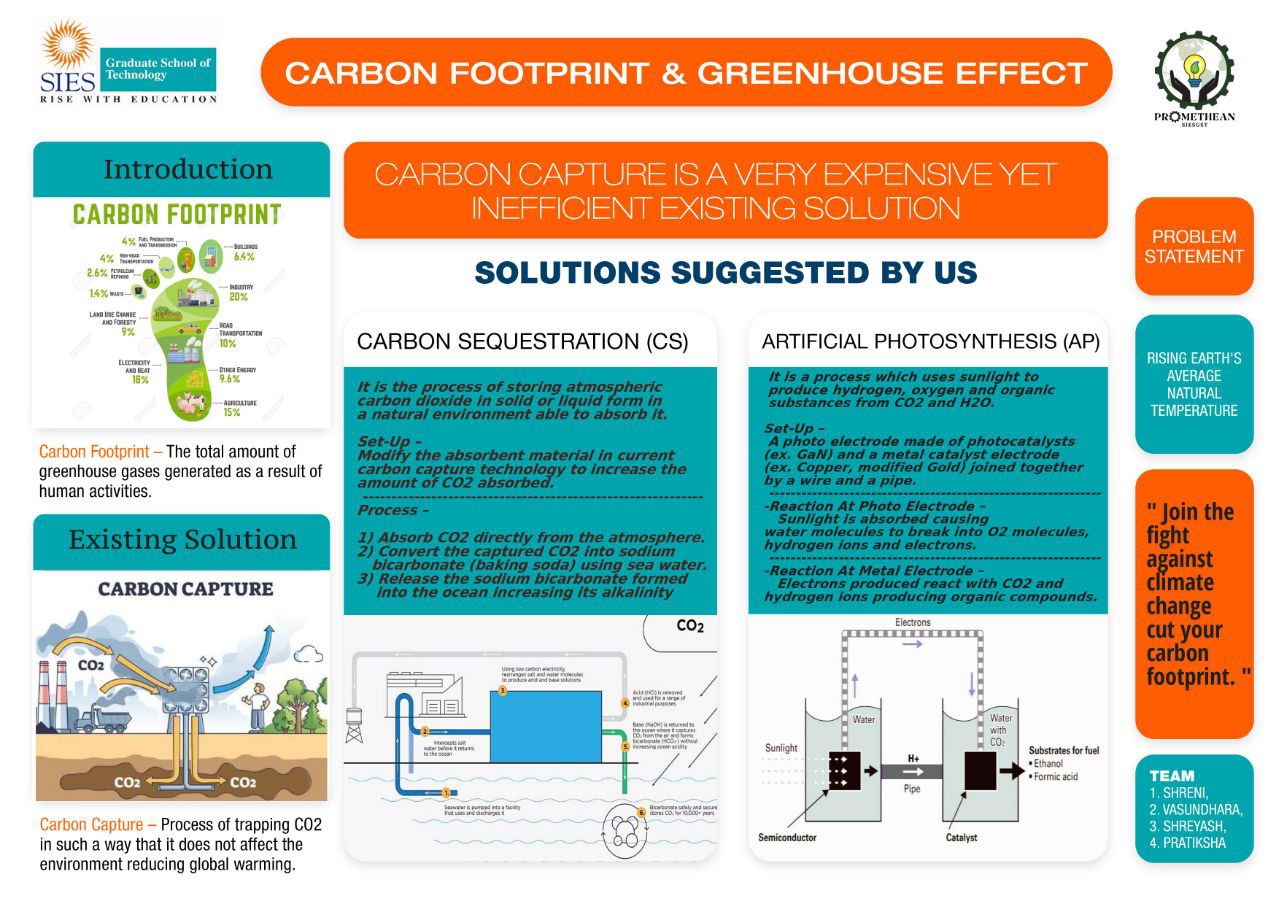 SIES
Graduate School of
Technology
RISE WITH EDUCATION
CARBON FOOTPRINT & GREENHOUSE EFFECT
PROMETHEAN
SIESGST
Introduction
CARBON FOOTPRINT
4% FUEL PRODUCTION
AND TRANSMISSION
BUILDINGS
6.4%
4% NON-ROAD
TRANSPORTATION
2.6% PETROLEUM
REFINING
1.4% WASTE
INDUSTRY
20%
LAND USE CHANGE
AND FORESTY
9%
ROAD
TRANSPORTATION
10%
ELECTRICITY
AND HEAT
18%
OTHER ENERGY
9.6%
AGRICULTURE
15%
Carbon Footprint – The total amount of
greenhouse gases generated as a result of
human activities.
Existing Solution
CARBON CAPTURE
CO2
CO2
CO2
Carbon Capture – Process of trapping CO2
in such a way that it does not affect the
environment reducing global warming.
CARBON CAPTURE IS A VERY EXPENSIVE YET
INEFFICIENT EXISTING SOLUTION
SOLUTIONS SUGGESTED BY US
CARBON SEQUESTRATION (CS)
It is the process of storing atmospheric
carbon dioxide in solid or liquid form in
a natural environment able to absorb it.
Set-Up –
Modify the absorbent material in current
carbon capture technology to increase the
amount of CO2 absorbed.
Process –
1) Absorb CO2 directly from the atmosphere.
2) Convert the captured CO2 into sodium
bicarbonate (baking soda) using sea water.
3) Release the sodium bicarbonate formed
into the ocean increasing its alkalinity
CO2
Using low carbon electricity,
rearranges salt and water molecules
to produce acid and base solutions
3.
Acid (HCl) is removed
and used for a range of
industrial purposes
4.
2.
Intercepts salt
water before it returns
to the ocean
Base (NaOH) is returned to
the ocean where it captures
CO2 from the air and forms
bicarbonate (HCO3-) without
increasing ocean acidity
5.
1.
Seawater is pumped into a facility
that uses and discharges it
6.
Bicarbonate safely and secure
stores CO2 for 10,000+ years
ARTIFICIAL PHOTOSYNTHESIS (AP)
It is a process which uses sunlight to
produce hydrogen, oxygen and organic
substances from CO2 and H2O.
Set-Up –
A photo electrode made of photocatalysts
(ex. GaN) and a metal catalyst electrode
(ex. Copper, modified Gold) joined together
by a wire and a pipe.
-Reaction At Photo Electrode –
Sunlight is absorbed causing
water molecules to break into O2 molecules,
hydrogen ions and electrons.
-Reaction At Metal Electrode –
Electrons produced react with CO2 and
hydrogen ions producing organic compounds.
Electrons
Water
Water
with
CO2
Sunlight
H+
Pipe
Substrates for fuel
• Ethanol
• Formic acid
Semiconductor
Catalyst
PROBLEM
STATEMENT
RISING EARTH'S
AVERAGE
NATURAL
TEMPERATURE
" Join the
fight
against
climate
change
cut your
carbon
footprint. "
TEAM
1. SHRENI,
2. VASUNDHARA,
3. SHREYASH,
4. PRATIKSHA